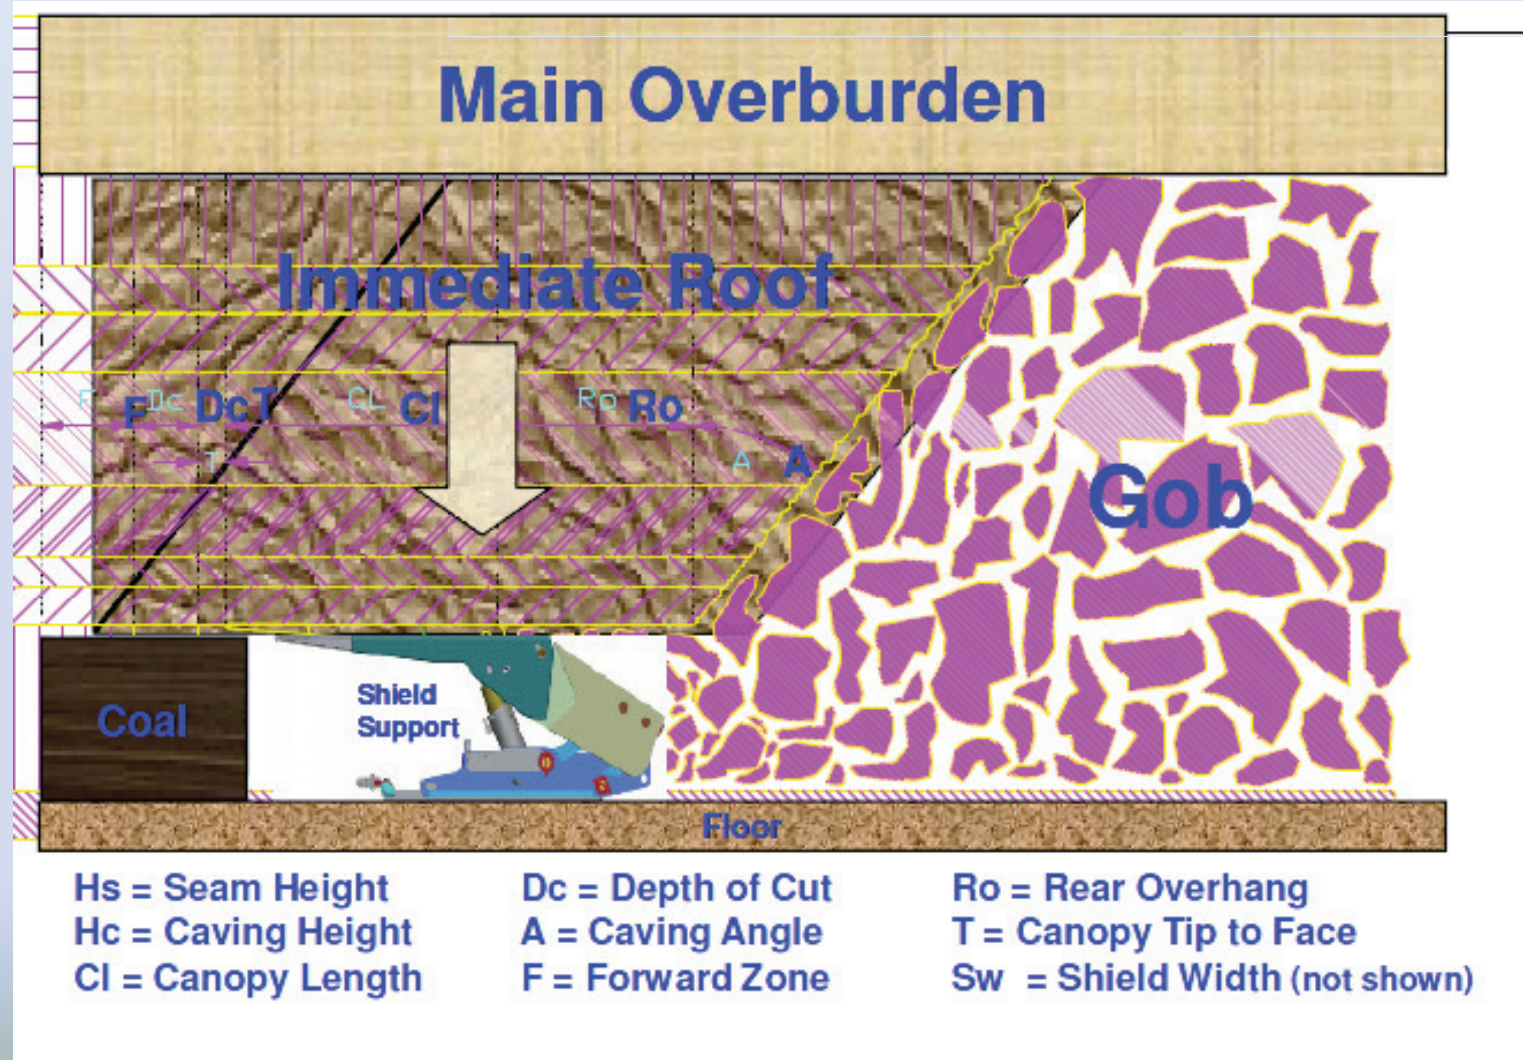 Main Overburden
Immediate Roof
F Dc CL Ro
F Dc T Cl Ro
T A
A
Gob
Coal
Shield
Support
Floor
Hs = Seam Height
Dc = Depth of Cut
Ro = Rear Overhang
Hc = Caving Height
A = Caving Angle
T = Canopy Tip to Face
Cl = Canopy Length
F = Forward Zone
Sw = Shield Width (not shown)